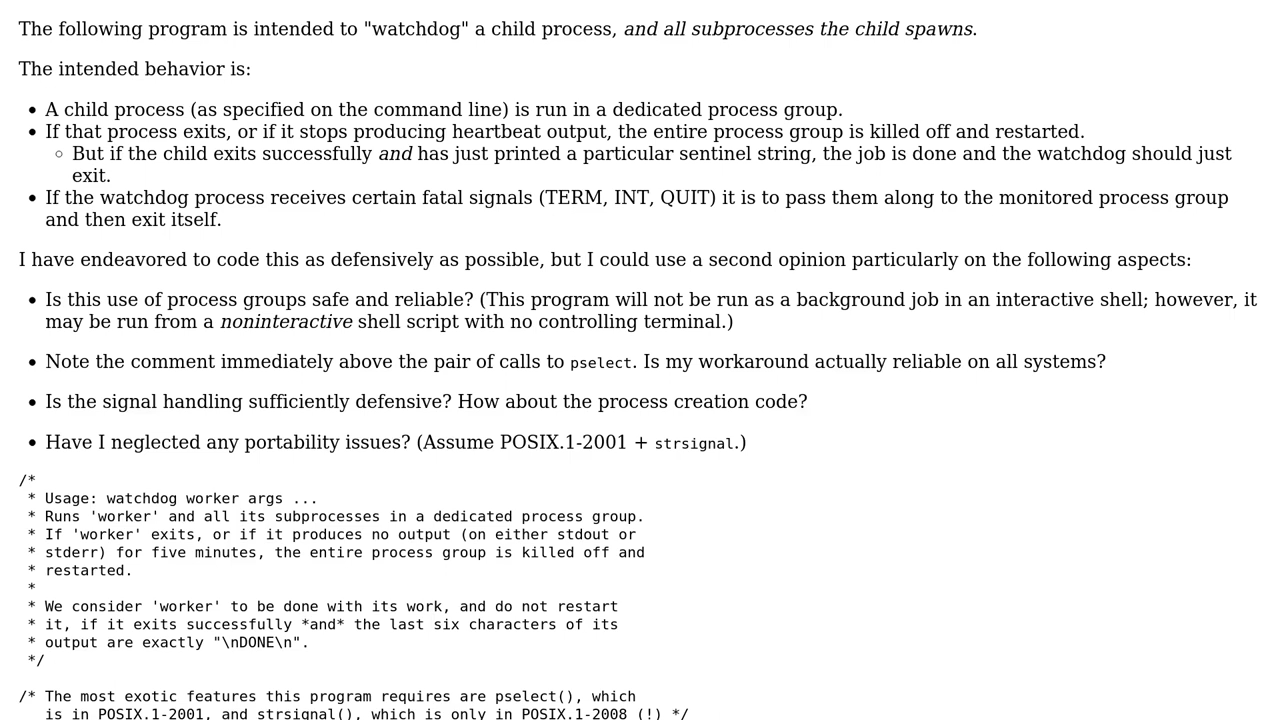 The following program is intended to "watchdog" a child process, and all subprocesses the child spawns.
The intended behavior is:
• A child process (as specified on the command line) is run in a dedicated process group.
• If that process exits, or if it stops producing heartbeat output, the entire process group is killed off and restarted.
◦ But if the child exits successfully and has just printed a particular sentinel string, the job is done and the watchdog should just
exit.
• If the watchdog process receives certain fatal signals (TERM, INT, QUIT) it is to pass them along to the monitored process group
and then exit itself.
I have endeavored to code this as defensively as possible, but I could use a second opinion particularly on the following aspects:
• Is this use of process groups safe and reliable? (This program will not be run as a background job in an interactive shell; however, it
may be run from a noninteractive shell script with no controlling terminal.)
• Note the comment immediately above the pair of calls to pselect. Is my workaround actually reliable on all systems?
• Is the signal handling sufficiently defensive? How about the process creation code?
• Have I neglected any portability issues? (Assume POSIX.1-2001 + strsignal.)
/*
 * Usage: watchdog worker args ...
 * Runs 'worker' and all its subprocesses in a dedicated process group.
 * If 'worker' exits, or if it produces no output (on either stdout or
 * stderr) for five minutes, the entire process group is killed off and
 * restarted.
 *
 * We consider 'worker' to be done with its work, and do not restart
 * it, if it exits successfully *and* the last six characters of its
 * output are exactly "\nDONE\n".
 */
/* The most exotic features this program requires are pselect(), which
   is in POSIX.1-2001, and strsignal(), which is only in POSIX.1-2008 (!) */